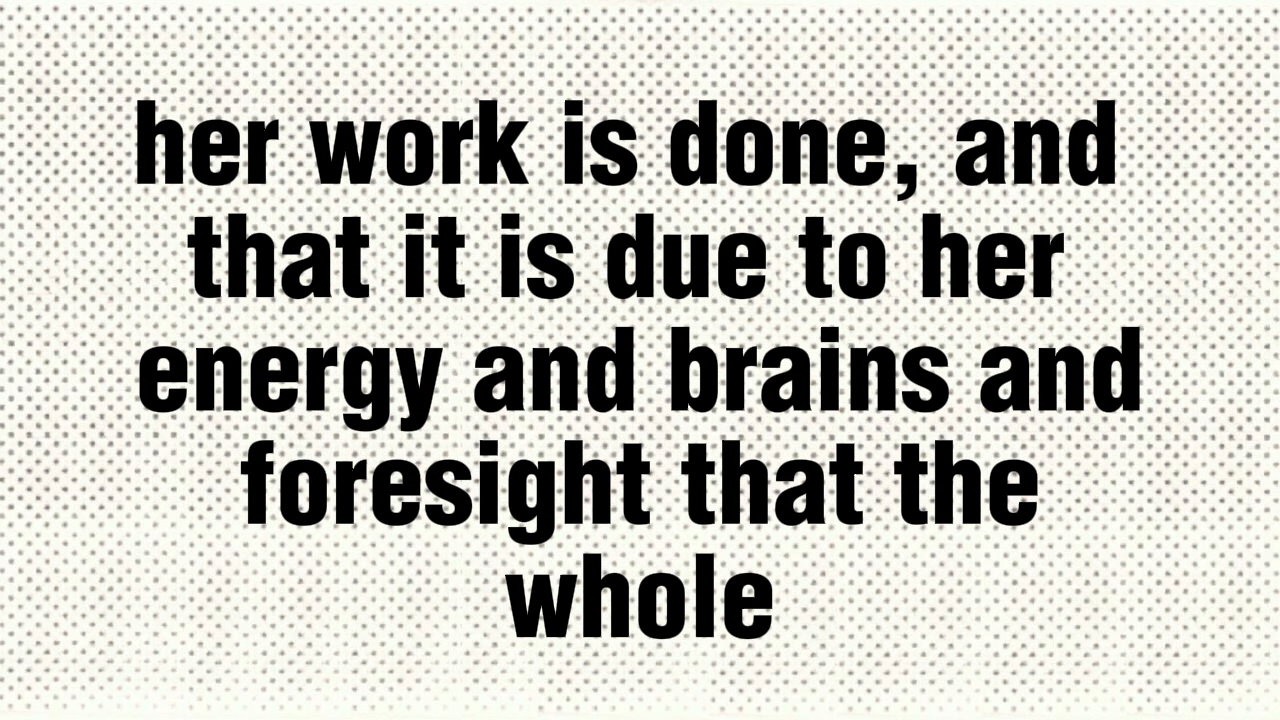 her work is done, and
that it is due to her
energy and brains and
foresight that the
whole